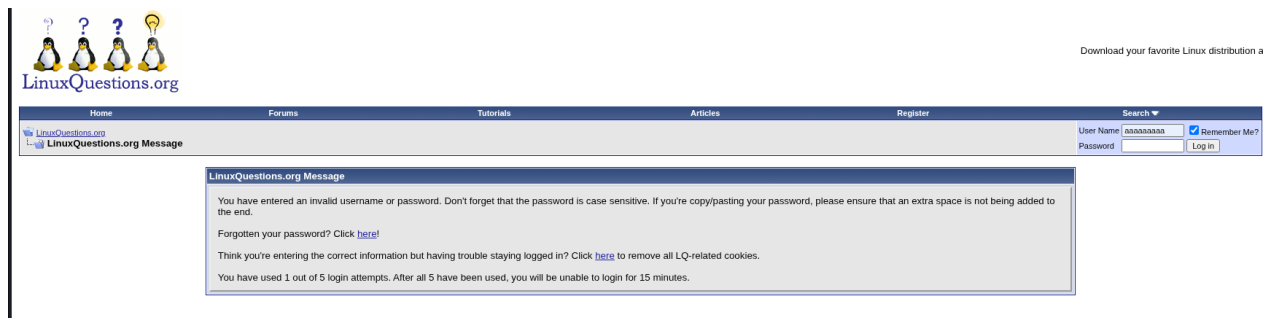 ? ? ?
LinuxQuestions.org
Download your favorite Linux distribution a
Home Forums Tutorials Articles Register Search
LinuxQuestions.org
LinuxQuestions.org Message
User Name aaaaaaaaa Remember Me?
Password Log in
LinuxQuestions.org Message
You have entered an invalid username or password. Don't forget that the password is case sensitive. If you're copy/pasting your password, please ensure that an extra space is not being added to
the end.
Forgotten your password? Click here!
Think you're entering the correct information but having trouble staying logged in? Click here to remove all LQ-related cookies.
You have used 1 out of 5 login attempts. After all 5 have been used, you will be unable to login for 15 minutes.